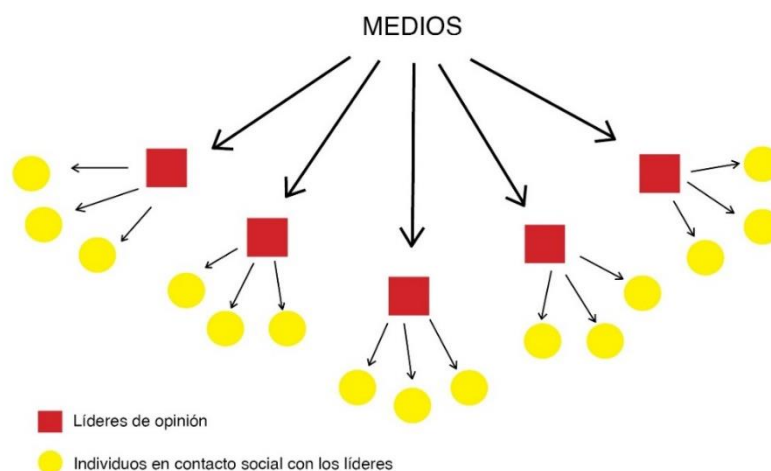 MEDIOS
Líderes de opinión
Individuos en contacto social con los líderes